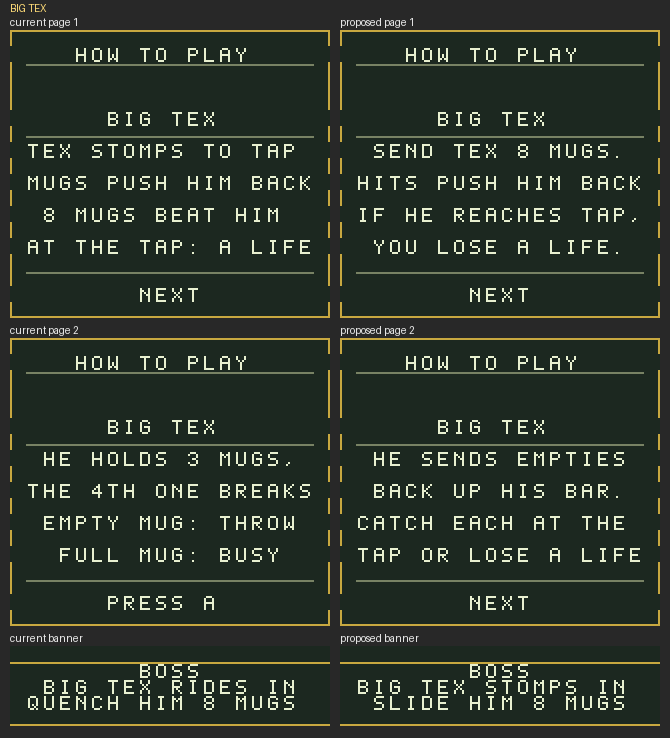 BIG TEX
current page 1
HOW TO PLAY
BIG TEX
TEX STOMPS TO TAP
MUGS PUSH HIM BACK
8 MUGS BEAT HIM
AT THE TAP: A LIFE
NEXT
proposed page 1
HOW TO PLAY
BIG TEX
SEND TEX 8 MUGS.
HITS PUSH HIM BACK
IF HE REACHES TAP,
YOU LOSE A LIFE.
NEXT
current page 2
HOW TO PLAY
BIG TEX
HE HOLDS 3 MUGS,
THE 4TH ONE BREAKS
EMPTY MUG: THROW
FULL MUG: BUSY
PRESS A
proposed page 2
HOW TO PLAY
BIG TEX
HE SENDS EMPTIES
BACK UP HIS BAR.
CATCH EACH AT THE
TAP OR LOSE A LIFE
NEXT
current banner
BOSS
BIG TEX RIDES IN
QUENCH HIM 8 MUGS
proposed banner
BOSS
BIG TEX STOMPS IN
SLIDE HIM 8 MUGS